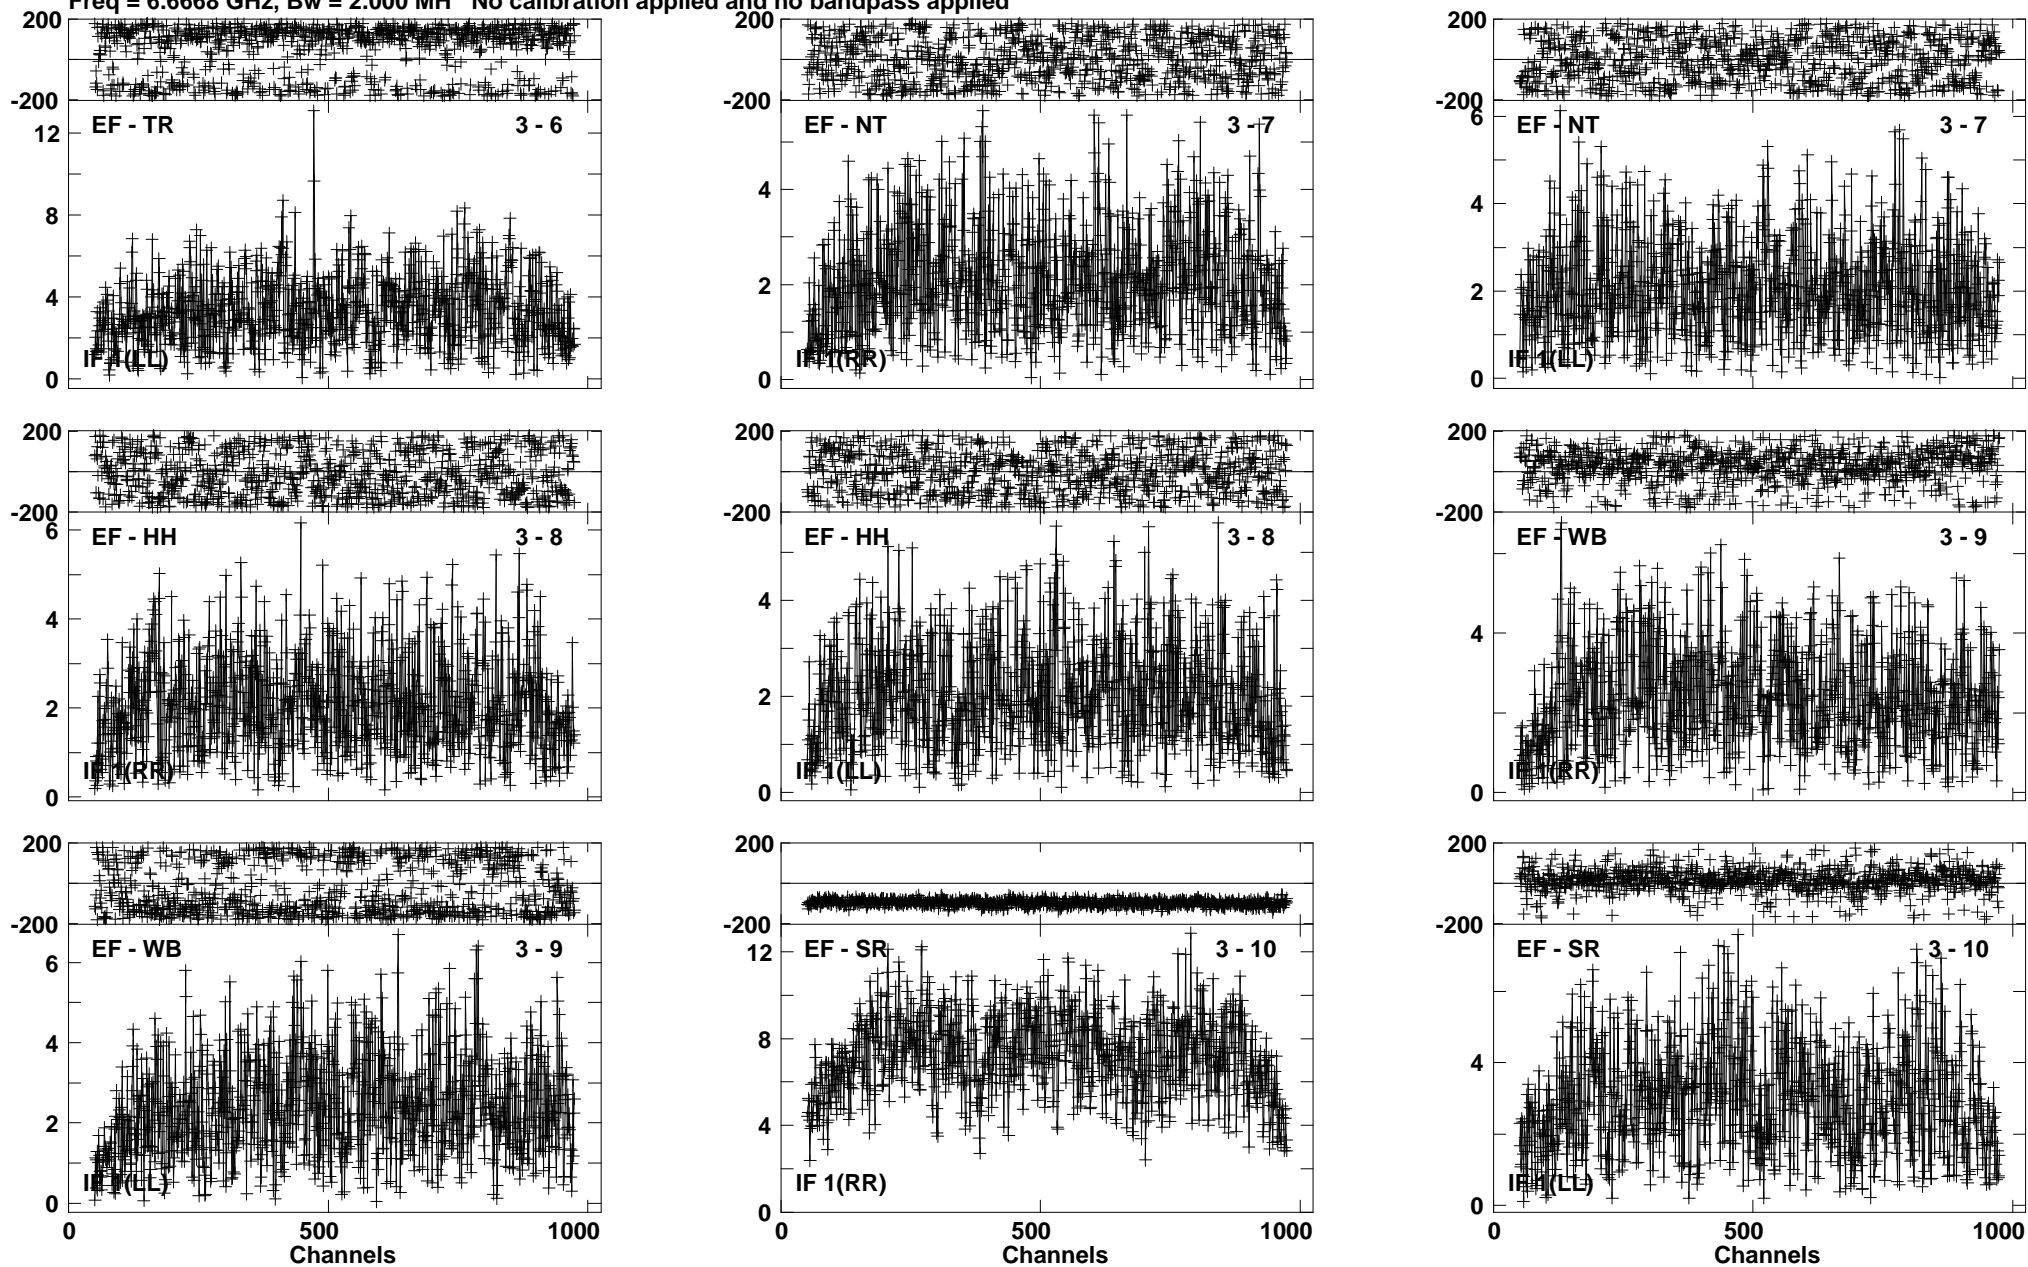 Freq = 6.6668 GHz, Bw = 2.000 MH No calibration applied and no bandpass applied
200 200 200
-200 -200 -200
EF - TR 3 - 6 EF - NT 3 - 7 EF - NT 3 - 7
12 6
8 4 4
4 2 2
0 0 0
IF 1(LL) IF 1(RR) IF 1(LL)
200 200 200
-200 -200 -200
EF - HH 3 - 8 EF - HH 3 - 8 EF - WB 3 - 9
6
4 4 4
2 2
0 0 0
IF 1(RR) IF 1(LL) IF 1(RR)
200 200 200
-200 -200 -200
EF - WB 3 - 9 EF - SR 3 - 10 EF - SR 3 - 10
6 12
4 8 4
2 4
0 0 0
IF 1(LL) IF 1(RR) IF 1(LL)
0 500 1000 0 500 1000 0 500 1000
Channels Channels Channels